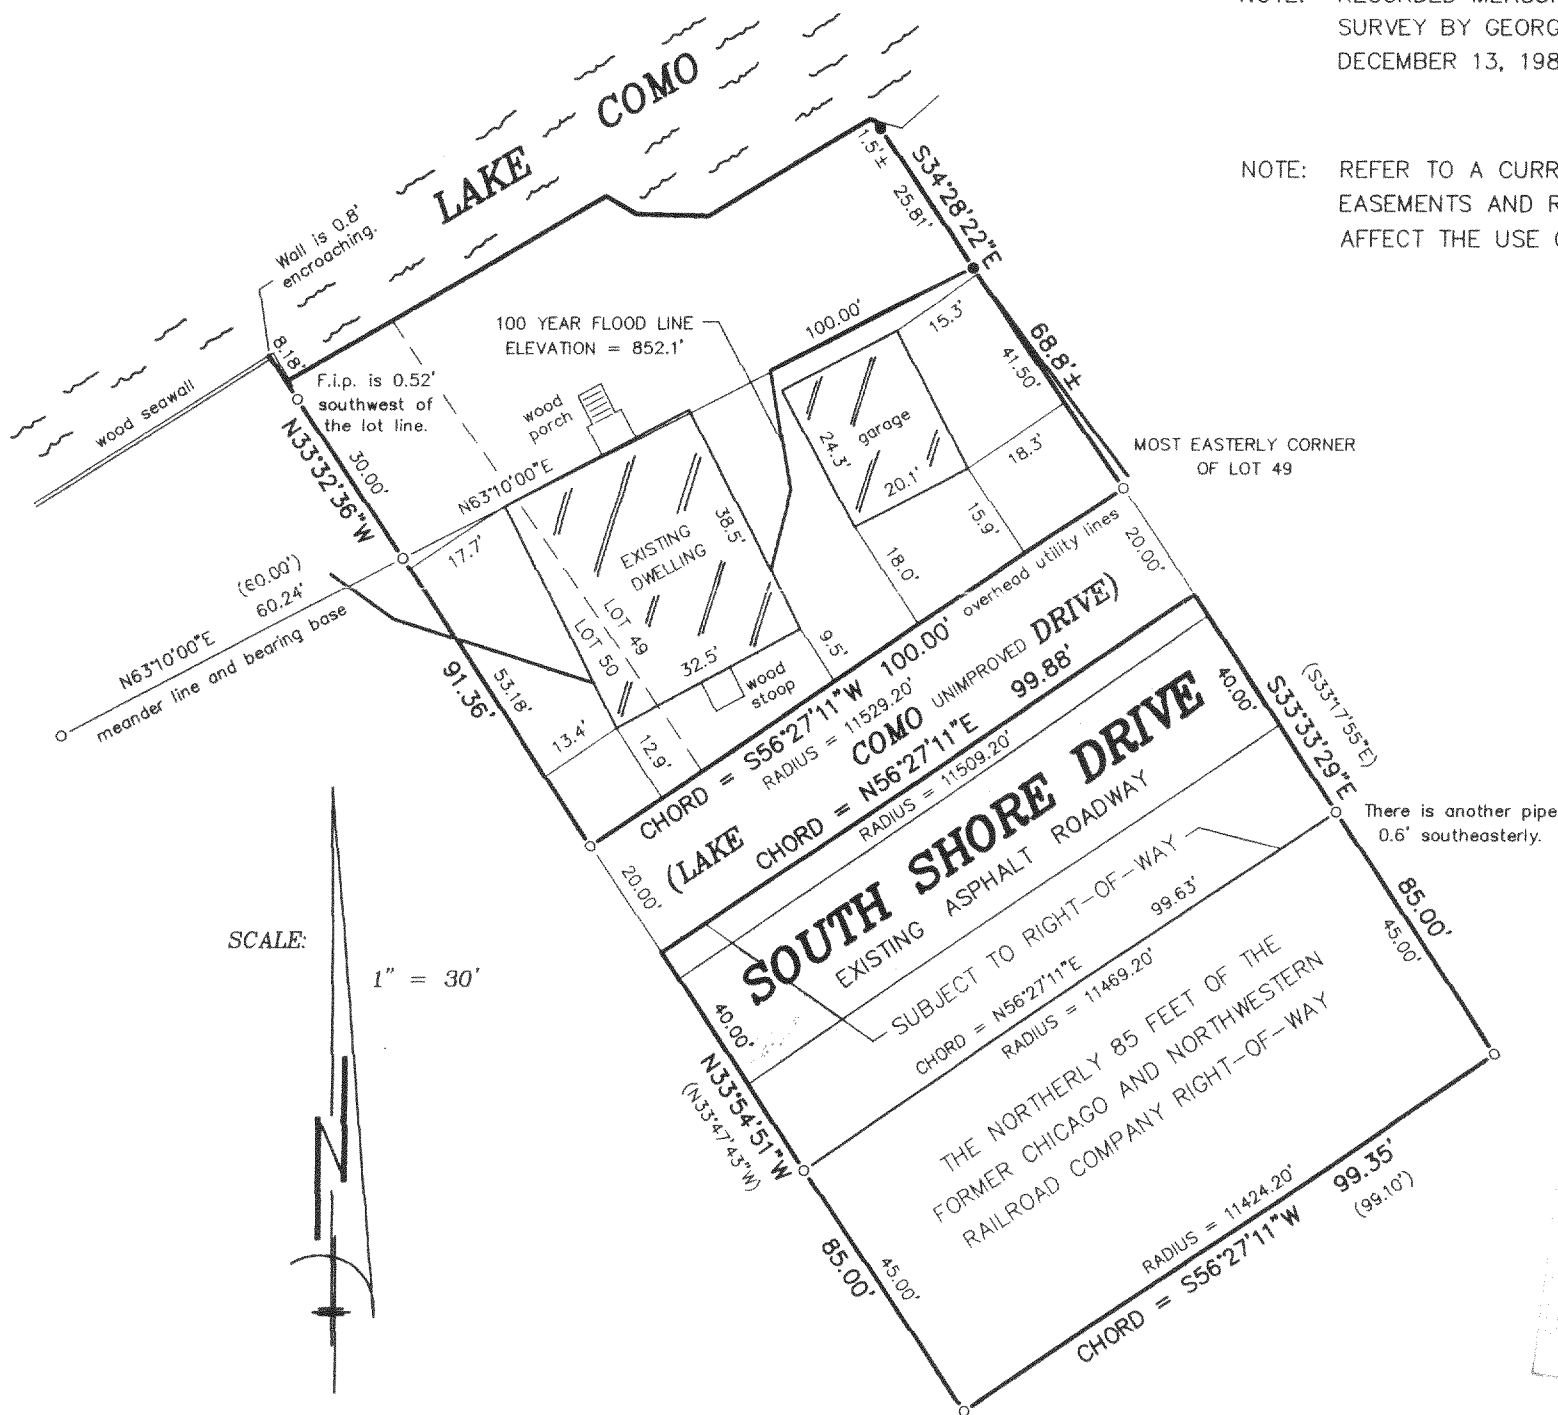 SURVEY BY GEORG
DECEMBER 13, 198
NOTE: REFER TO A CURR
EASEMENTS AND R
AFFECT THE USE
LAKE COMO
Wall is 0.8'
encroaching.
8.18'
wood seawall
F.i.p. is 0.52'
southwest of
the lot line.
100 YEAR FLOOD LINE
ELEVATION = 852.1'
1.5'±
25.81'
S34°28'22"E
100.00'
15.3'
68.8'±
41.50'
MOST EASTERLY CORNER
OF LOT 49
N33°32'36"W
30.00'
wood
porch
N63°10'00"E
17.7'
garage
24.3'
20.1'
18.3'
15.9'
18.0'
EXISTING
DWELLING
38.5'
LOT 49
LOT 50
32.5'
wood
stoop
9.5'
(60.00')
60.24'
N63°10'00"E
meander line and bearing base
91.36'
53.18'
13.4'
12.9'
overhead utility lines
20.00'
CHORD = S56°27'11"W 100.00'
RADIUS = 11529.20'
(LAKE COMO UNIMPROVED DRIVE)
CHORD = N56°27'11"E 99.88'
RADIUS = 11509.20'
20.00'
40.00'
S33°33'29"E
(S33°17'55"E)
SOUTH SHORE DRIVE
EXISTING ASPHALT ROADWAY
There is another pipe
0.6' southeasterly.
SUBJECT TO RIGHT-OF-WAY
CHORD = N56°27'11"E 99.63'
RADIUS = 11469.20'
40.00'
N33°54'51"W
(N33°47'43"W)
85.00'
45.00'
THE NORTHERLY 85 FEET OF THE
FORMER CHICAGO AND NORTHWESTERN
RAILROAD COMPANY RIGHT-OF-WAY
85.00'
45.00'
RADIUS = 11424.20'
CHORD = S56°27'11"W 99.35'
(99.10')
SCALE:
1" = 30'
N